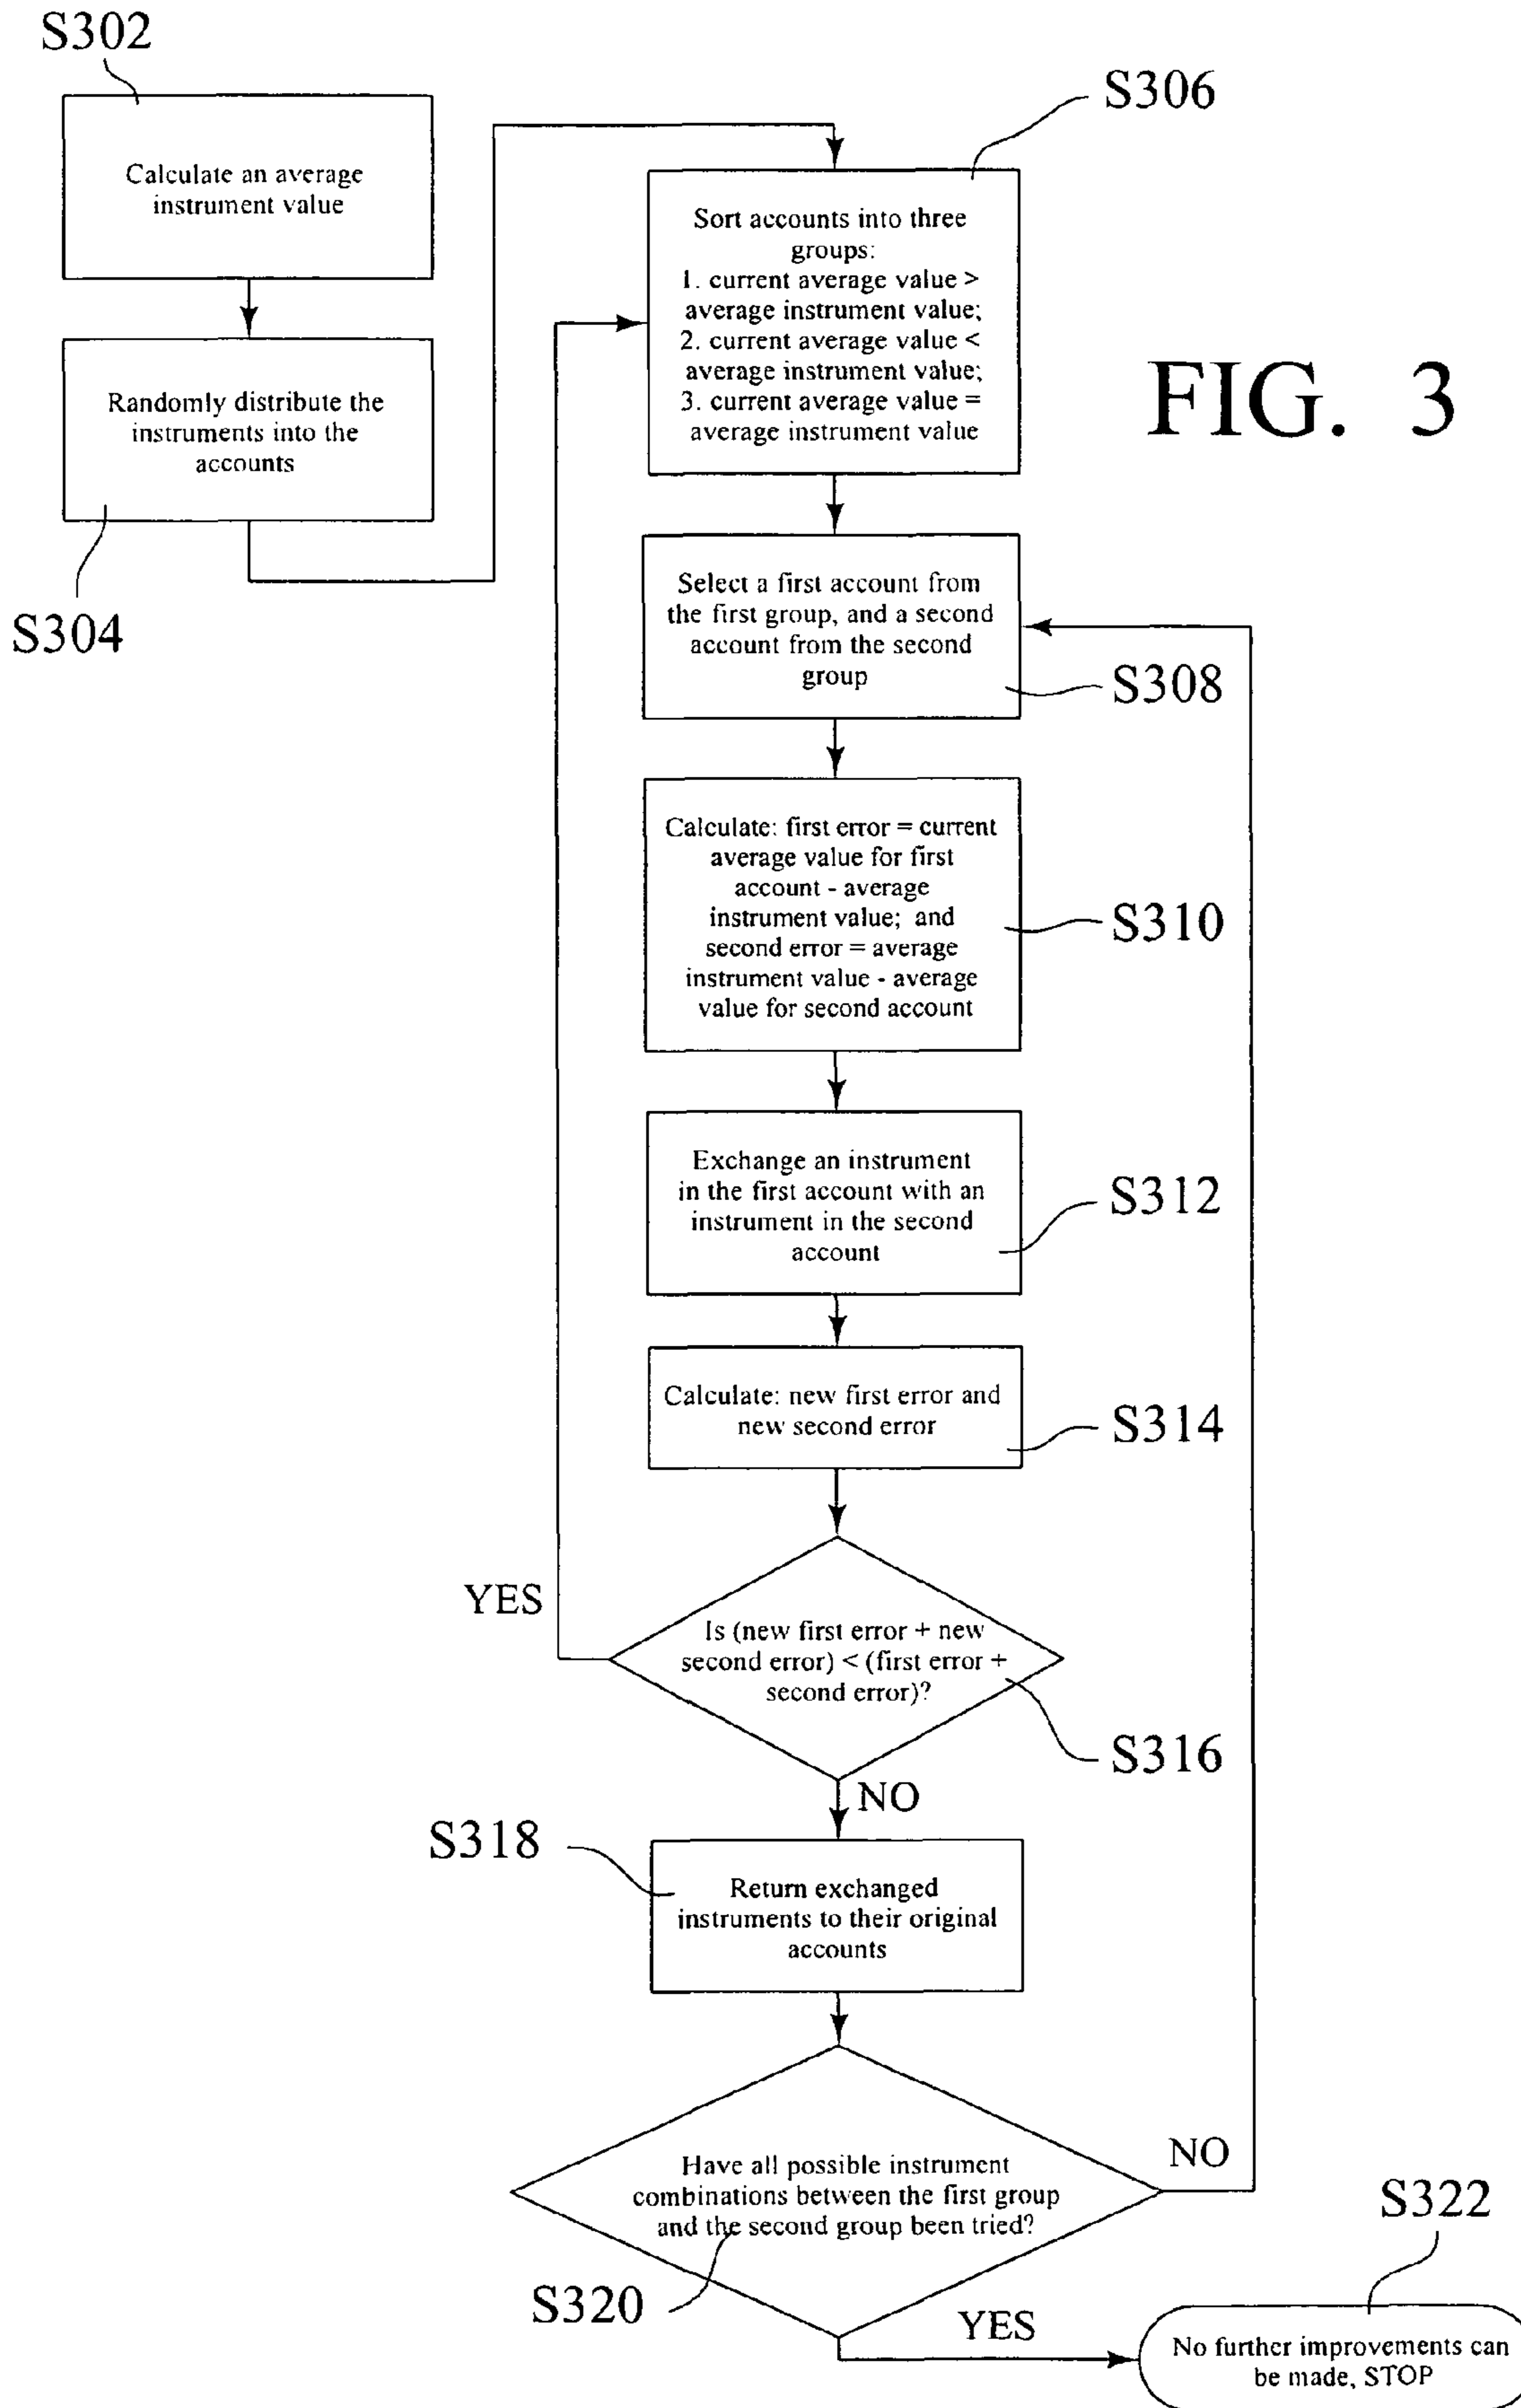 S302
Calculate an average
instrument value
Randomly distribute the
instruments into the
accounts
S304
S306
Sort accounts into three
groups:
1. current average value >
average instrument value;
2. current average value <
average instrument value;
3. current average value =
average instrument value
FIG. 3
Select a first account from
the first group, and a second
account from the second
group
S308
Calculate: first error = current
average value for first
account - average
instrument value; and
second error = average
instrument value - average
value for second account
S310
Exchange an instrument
in the first account with an
instrument in the second
account
S312
Calculate: new first error and
new second error
S314
YES
Is (new first error + new
second error) < (first error +
second error)?
S316
NO
S318
Return exchanged
instruments to their original
accounts
Have all possible instrument
combinations between the first group
and the second group been tried?
NO
S320
YES
S322
No further improvements can
be made, STOP